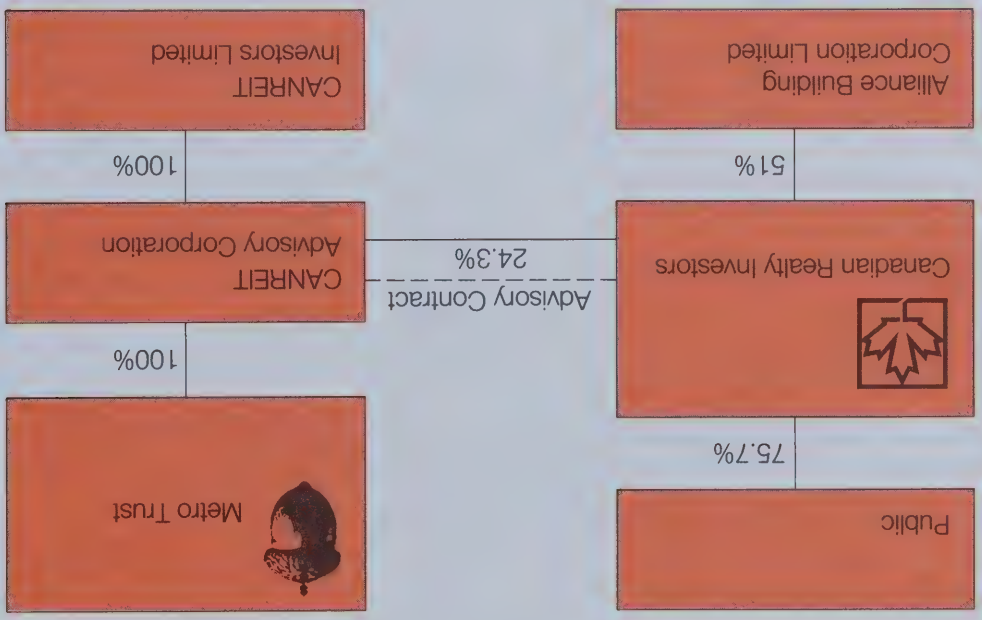 Public
Metro Trust
75.7%
100%
Canadian Realty Investors
Advisory Contract
24.3%
CANREIT
Advisory Corporation
51%
100%
Alliance Building
Corporation Limited
CANREIT
Investors Limited